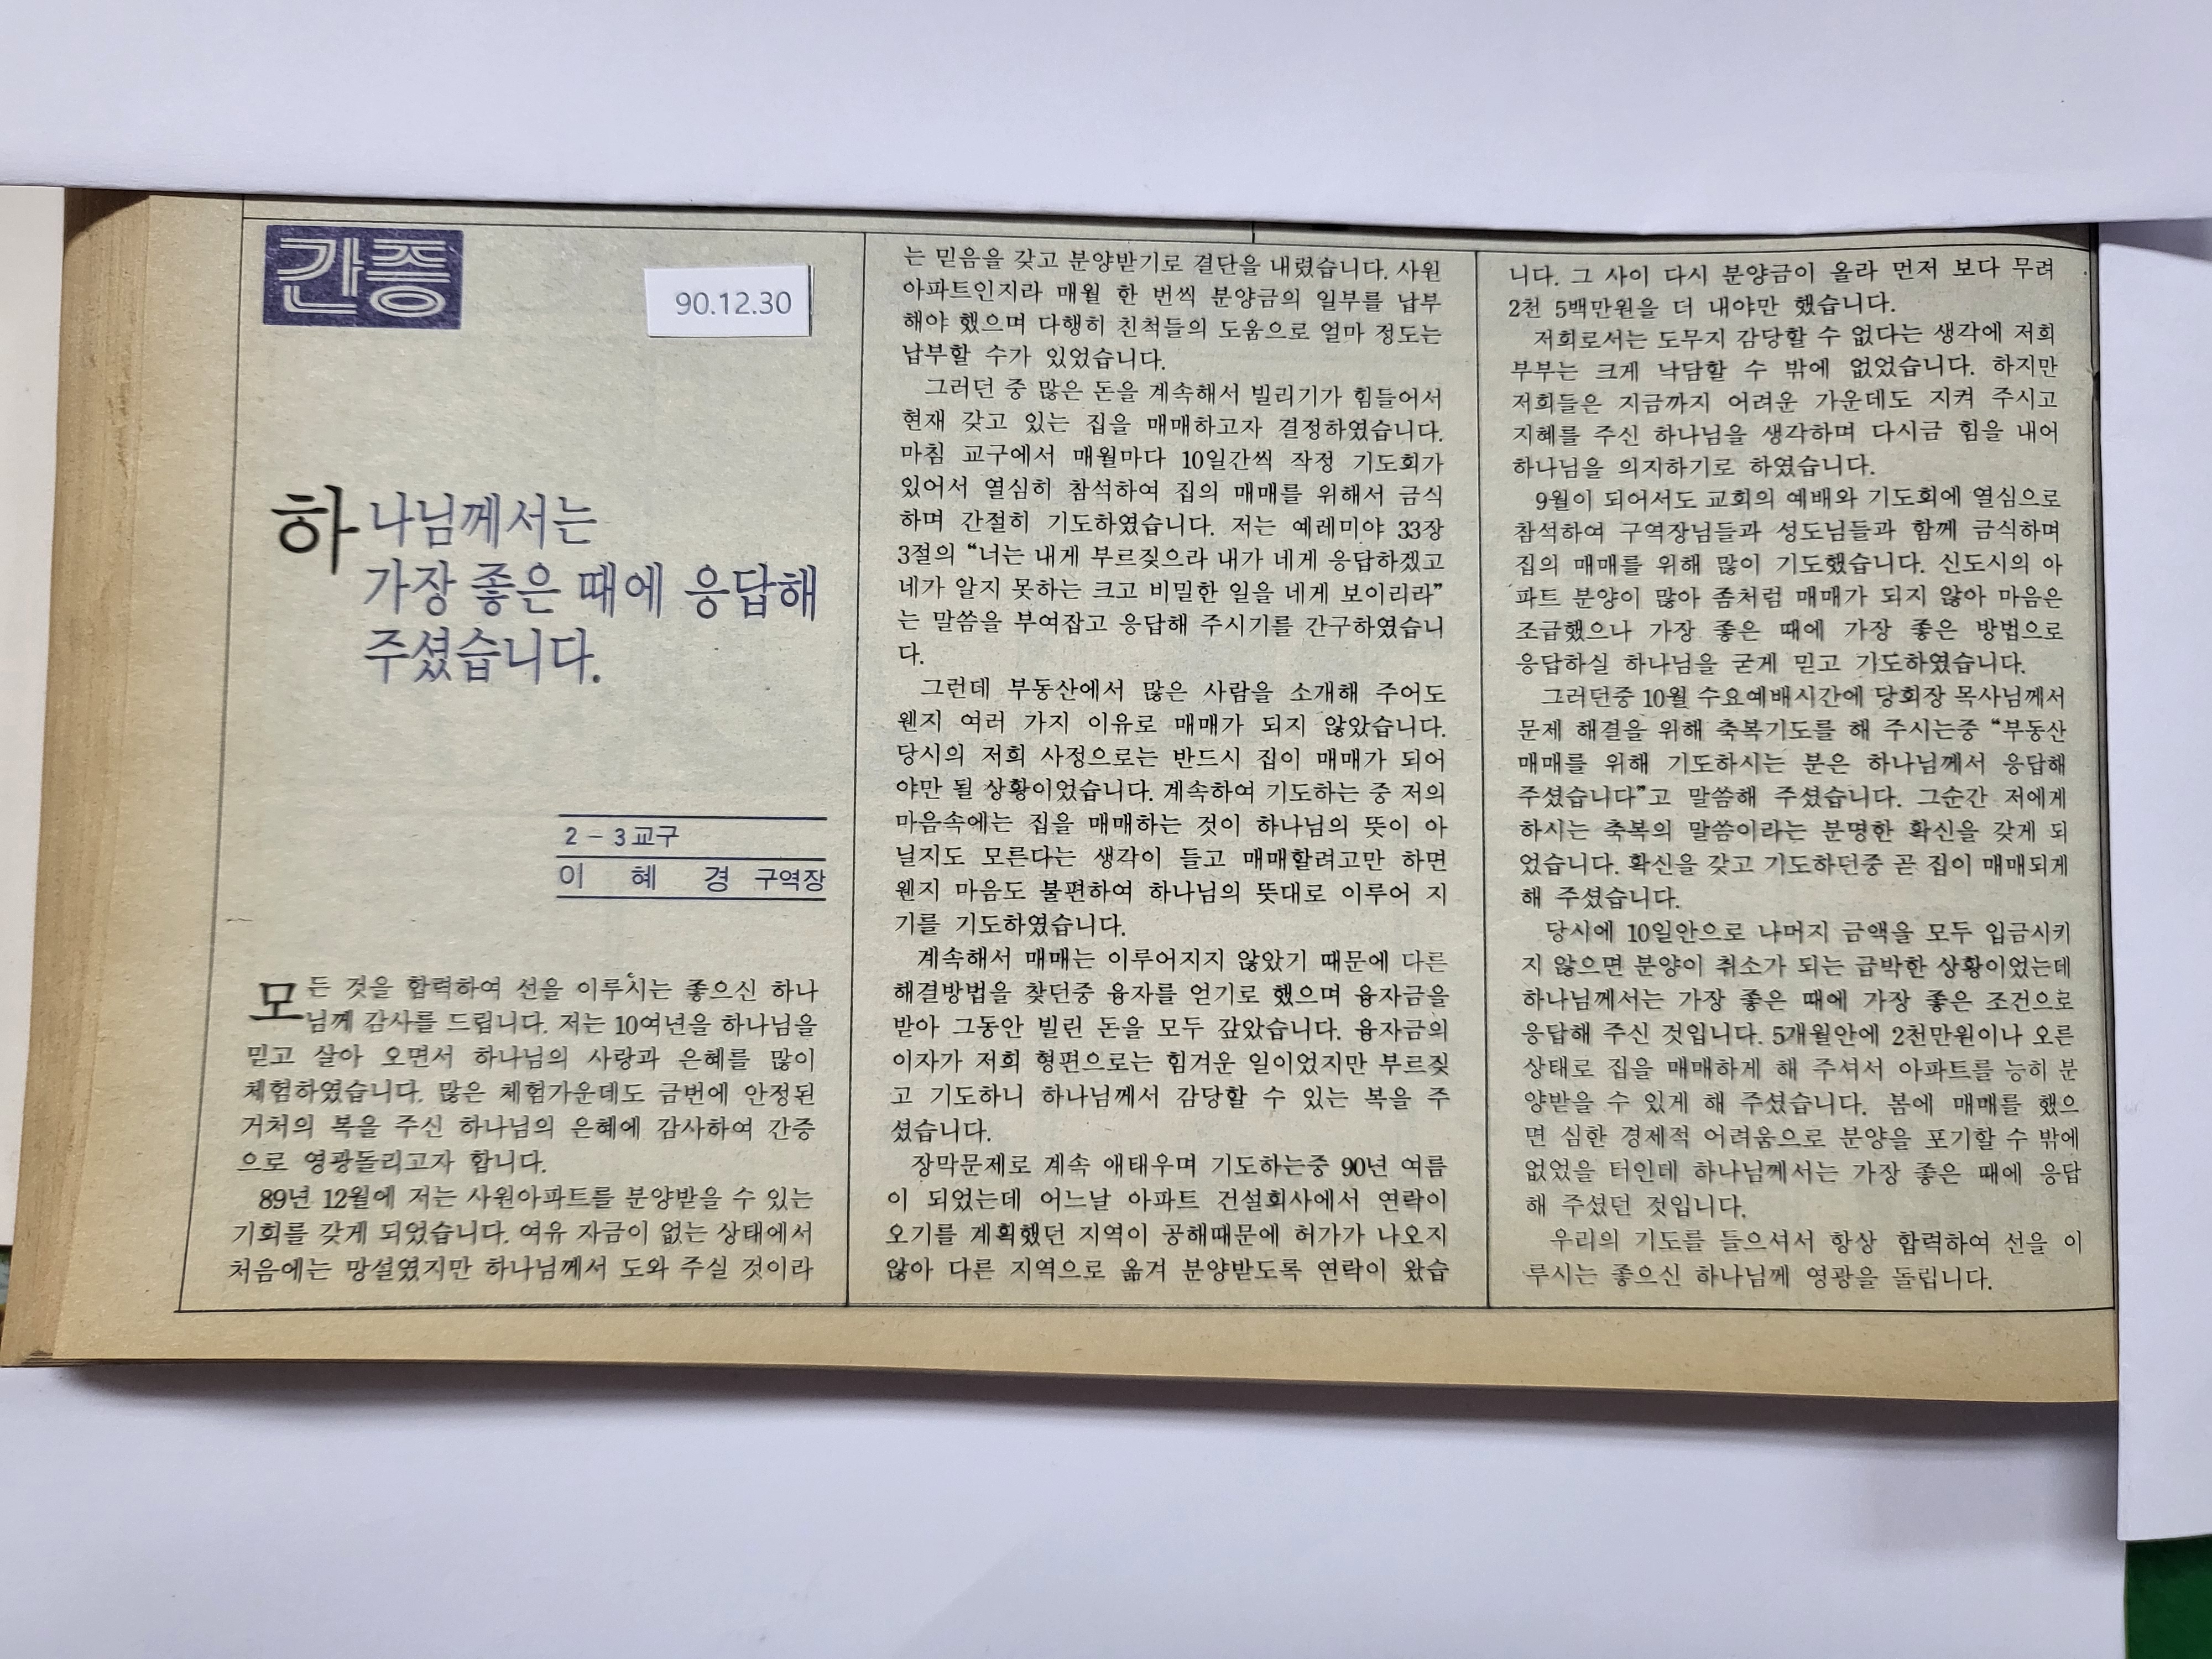 간증
90.12.30
하나님께서는
가장 좋은 때에 응답해
주셨습니다.
2 - 3 교구
이 혜 경 구역장
모든 것을 합력하여 선을 이루시는 좋으신 하나
님께 감사를 드립니다. 저는 10여년을 하나님을
믿고 살아 오면서 하나님의 사랑과 은혜를 많이
체험하였습니다. 많은 체험가운데도 금번에 안정된
거처의 복을 주신 하나님의 은혜에 감사하여 간증
으로 영광돌리고자 합니다.
89년 12월에 저는 사원아파트를 분양받을 수 있는
기회를 갖게 되었습니다. 여유 자금이 없는 상태에서
처음에는 망설였지만 하나님께서 도와 주실 것이라
는 믿음을 갖고 분양받기로 결단을 내렸습니다. 사원
아파트인지라 매월 한 번씩 분양금의 일부를 납부
해야 했으며 다행히 친척들의 도움으로 얼마 정도는
납부할 수가 있었습니다.
그러던 중 많은 돈을 계속해서 빌리기가 힘들어서
현재 갖고 있는 집을 매매하고자 결정하였습니다.
마침 교구에서 매월마다 10일간씩 작정 기도회가
있어서 열심히 참석하여 집의 매매를 위해서 금식
하며 간절히 기도하였습니다. 저는 예레미야 33장
3절의 “너는 내게 부르짖으라 내가 네게 응답하겠고
네가 알지 못하는 크고 비밀한 일을 네게 보이리라”
는 말씀을 부여잡고 응답해 주시기를 간구하였습니
다.
그런데 부동산에서 많은 사람을 소개해 주어도
웬지 여러 가지 이유로 매매가 되지 않았습니다.
당시의 저희 사정으로는 반드시 집이 매매가 되어
야만 될 상황이었습니다. 계속하여 기도하는 중 저의
마음속에는 집을 매매하는 것이 하나님의 뜻이 아
닐지도 모른다는 생각이 들고 매매할려고만 하면
웬지 마음도 불편하여 하나님의 뜻대로 이루어 지
기를 기도하였습니다.
계속해서 매매는 이루어지지 않았기 때문에 다른
해결방법을 찾던중 융자를 얻기로 했으며 융자금을
받아 그동안 빌린 돈을 모두 갚았습니다. 융자금의
이자가 저희 형편으로는 힘겨운 일이었지만 부르짖
고 기도하니 하나님께서 감당할 수 있는 복을 주
셨습니다.
장막문제로 계속 애태우며 기도하는중 90년 여름
이 되었는데 어느날 아파트 건설회사에서 연락이
오기를 계획했던 지역이 공해때문에 허가가 나오지
않아 다른 지역으로 옮겨 분양받도록 연락이 왔습
니다. 그 사이 다시 분양금이 올라 먼저 보다 무려
2천 5백만원을 더 내야만 했습니다.
저희로서는 도무지 감당할 수 없다는 생각에 저희
부부는 크게 낙담할 수 밖에 없었습니다. 하지만
저희들은 지금까지 어려운 가운데도 지켜 주시고
지혜를 주신 하나님을 생각하며 다시금 힘을 내어
하나님을 의지하기로 하였습니다.
9월이 되어서도 교회의 예배와 기도회에 열심으로
참석하여 구역장님들과 성도님들과 함께 금식하며
집의 매매를 위해 많이 기도했습니다. 신도시의 아
파트 분양이 많아 좀처럼 매매가 되지 않아 마음은
조급했으나 가장 좋은 때에 가장 좋은 방법으로
응답하실 하나님을 굳게 믿고 기도하였습니다.
그러던중 10월 수요예배시간에 당회장 목사님께서
문제 해결을 위해 축복기도를 해 주시는중 “부동산
매매를 위해 기도하시는 분은 하나님께서 응답해
주셨습니다”고 말씀해 주셨습니다. 그순간 저에게
하시는 축복의 말씀이라는 분명한 확신을 갖게 되
었습니다. 확신을 갖고 기도하던중 곧 집이 매매되게
해 주셨습니다.
당시에 10일안으로 나머지 금액을 모두 입금시키
지 않으면 분양이 취소가 되는 급박한 상황이었는데
하나님께서는 가장 좋은 때에 가장 좋은 조건으로
응답해 주신 것입니다. 5개월안에 2천만원이나 오른
상태로 집을 매매하게 해 주셔서 아파트를 능히 분
양받을 수 있게 해 주셨습니다. 봄에 매매를 했으
면 심한 경제적 어려움으로 분양을 포기할 수 밖에
없었을 터인데 하나님께서는 가장 좋은 때에 응답
해 주셨던 것입니다.
우리의 기도를 들으셔서 항상 합력하여 선을 이
루시는 좋으신 하나님께 영광을 돌립니다.